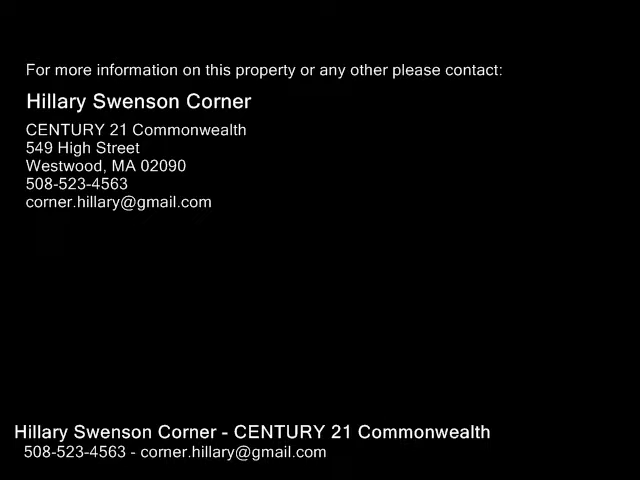 For more information on this property or any other please contact:
Hillary Swenson Corner
CENTURY 21 Commonwealth
549 High Street
Westwood, MA 02090
508-523-4563
corner.hillary@gmail.com
Hillary Swenson Corner - CENTURY 21 Commonwealth
508-523-4563 - corner.hillary@gmail.com